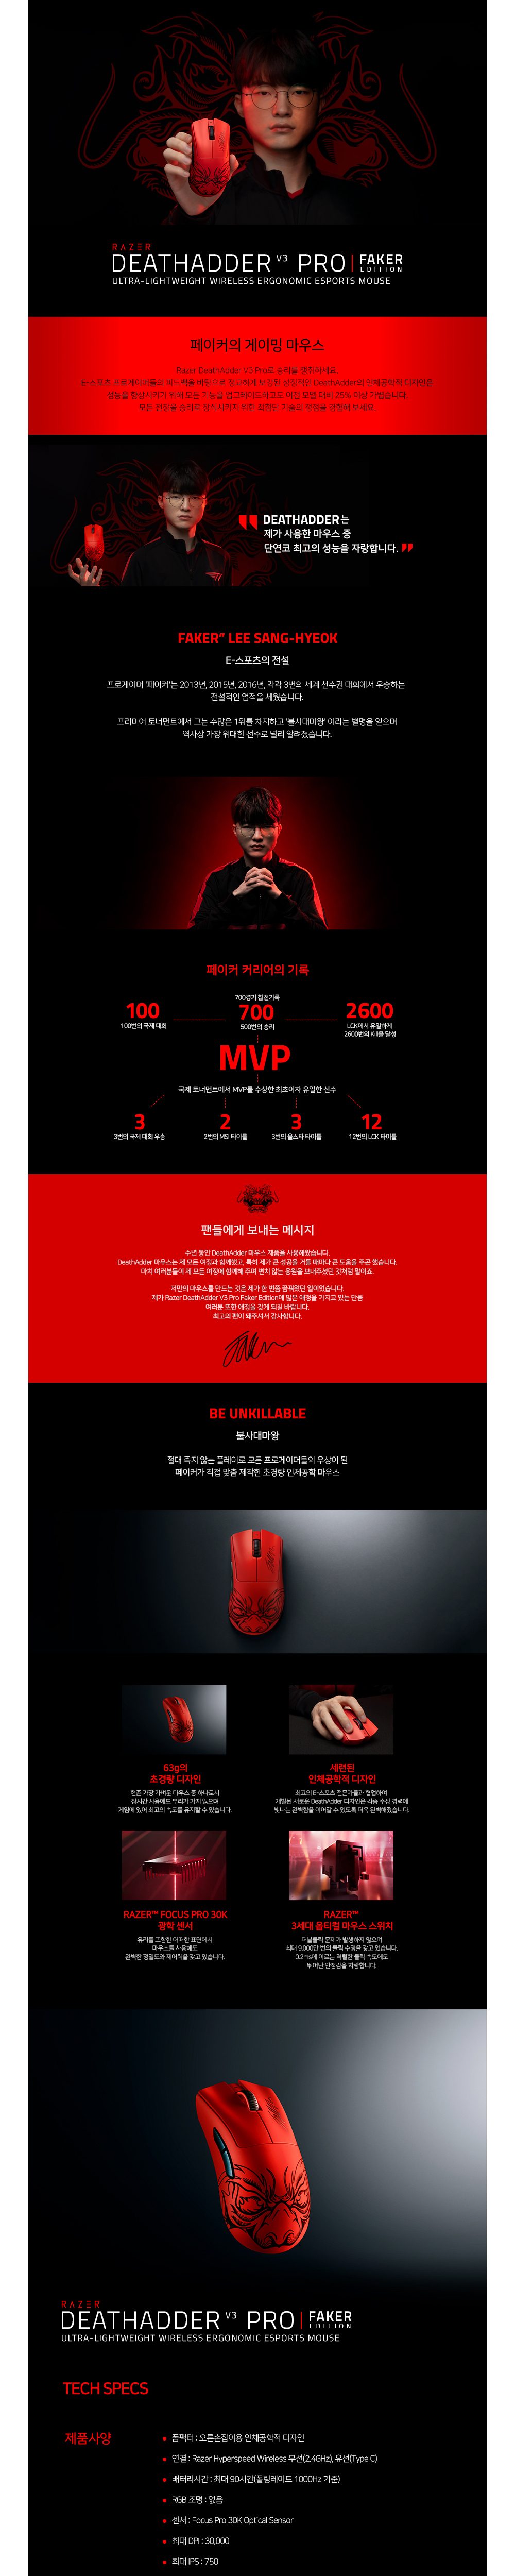 RAZER
DEATHADDER V3 PRO | FAKER EDITION
ULTRA-LIGHTWEIGHT WIRELESS ERGONOMIC ESPORTS MOUSE
페이커의 게이밍 마우스
Razer DeathAdder V3 Pro로 승리를 쟁취하세요.
E-스포츠 프로게이머들의 피드백을 바탕으로 정교하게 보강된 상징적인 DeathAdder의 인체공학적 디자인은
성능을 향상시키기 위해 모든 기능을 업그레이드하고도 이전 모델 대비 25% 이상 가볍습니다.
모든 전장을 승리로 장식시키지 위한 최첨단 기술의 정점을 경험해 보세요.
DEATHADDER는
제가 사용한 마우스 중
단연코 최고의 성능을 자랑합니다.
FAKER” LEE SANG-HYEOK
E-스포츠의 전설
프로게이머 '페이커'는 2013년, 2015년, 2016년, 각각 3번의 세계 선수권 대회에서 우승하는
전설적인 업적을 세웠습니다.
프리미어 토너먼트에서 그는 수많은 1위를 차지하고 '불사대마왕' 이라는 별명을 얻으며
역사상 가장 위대한 선수로 널리 알려졌습니다.
페이커 커리어의 기록
100
100번의 국제 대회
700경기 참전기록
700
500번의 승리
2600
LCK에서 유일하게
2600번의 Kill을 달성
MVP
국제 토너먼트에서 MVP를 수상한 최초이자 유일한 선수
3
3번의 국제 대회 우승
2
2번의 MSI 타이틀
3
3번의 올스타 타이틀
12
12번의 LCK 타이틀
팬들에게 보내는 메시지
수년 동안 DeathAdder 마우스 제품을 사용해왔습니다.
DeathAdder 마우스는 제 모든 여정과 함께했고, 특히 제가 큰 성공을 거둘 때마다 큰 도움을 주곤 했습니다.
마치 여러분들이 제 모든 여정에 함께해 주며 변치 않는 응원을 보내주셨던 것처럼 말이죠.
저만의 마우스를 만드는 것은 제가 한 번쯤 꿈꿔왔던 일이었습니다.
제가 Razer DeathAdder V3 Pro Faker Edition에 많은 애정을 가지고 있는 만큼
여러분 또한 애정을 갖게 되길 바랍니다.
최고의 팬이 돼주셔서 감사합니다.
Faker
BE UNKILLABLE
불사대마왕
절대 죽지 않는 플레이로 모든 프로게이머들의 우상이 된
페이커가 직접 맞춤 제작한 초경량 인체공학 마우스
63g의
초경량 디자인
현존 가장 가벼운 마우스 중 하나로서
장시간 사용에도 무리가 가지 않으며
게임에 있어 최고의 속도를 유지할 수 있습니다.
세련된
인체공학적 디자인
최고의 E-스포츠 전문가들과 협업하여
개발된 새로운 DeathAdder 디자인은 각종 수상 경력에
빛나는 완벽함을 이어갈 수 있도록 더욱 완벽해졌습니다.
RAZER™ FOCUS PRO 30K
광학 센서
유리를 포함한 어떠한 표면에서
마우스를 사용해도
완벽한 정밀도와 제어력을 갖고 있습니다.
RAZER™
3세대 옵티컬 마우스 스위치
더블클릭 문제가 발생하지 않으며
최대 9,000만 번의 클릭 수명을 갖고 있습니다.
0.2ms에 이르는 격렬한 클릭 속도에도
뛰어난 안정감을 자랑합니다.
RAZER
DEATHADDER V3 PRO | FAKER EDITION
ULTRA-LIGHTWEIGHT WIRELESS ERGONOMIC ESPORTS MOUSE
TECH SPECS
제품사양
폼팩터 : 오른손잡이용 인체공학적 디자인
연결 : Razer Hyperspeed Wireless 무선(2.4GHz), 유선(Type C)
배터리시간 : 최대 90시간(폴링레이트 1000Hz 기준)
RGB 조명 : 없음
센서 : Focus Pro 30K Optical Sensor
최대 DPI : 30,000
최대 IPS : 750